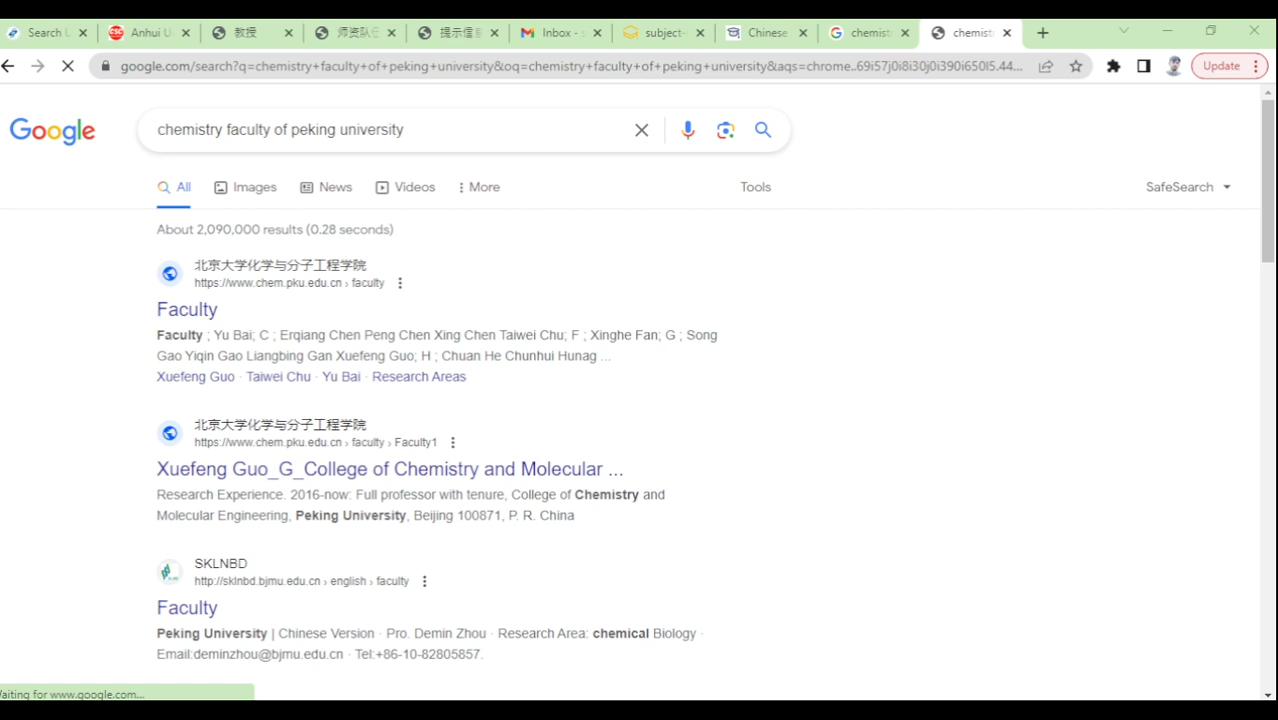 Search U
CSC
Anhui U
教授
师资队伍
提示信息
Inbox - s
subject-
Chinese
chemist
chemist
google.com/search?q=chemistry+faculty+of+peking+university&oq=chemistry+faculty+of+peking+university&aqs=chrome..69i57j0i8i30j0i390i650l5.44...
Update
Google
chemistry faculty of peking university
All
Images
News
Videos
More
Tools
SafeSearch
About 2,090,000 results (0.28 seconds)
北京大学化学与分子工程学院
https://www.chem.pku.edu.cn › faculty
Faculty
Faculty ; Yu Bai; C ; Erqiang Chen Peng Chen Xing Chen Taiwei Chu; F ; Xinghe Fan; G ; Song
Gao Yiqin Gao Liangbing Gan Xuefeng Guo; H ; Chuan He Chunhui Hunag ...
Xuefeng Guo · Taiwei Chu · Yu Bai · Research Areas
北京大学化学与分子工程学院
https://www.chem.pku.edu.cn › faculty › Faculty1
Xuefeng Guo_G_College of Chemistry and Molecular ...
Research Experience. 2016-now: Full professor with tenure, College of Chemistry and
Molecular Engineering, Peking University, Beijing 100871, P. R. China
SKLNBD
http://sklnbd.bjmu.edu.cn › english › faculty
Faculty
Peking University | Chinese Version · Pro. Demin Zhou · Research Area: chemical Biology ·
Email:deminzhou@bjmu.edu.cn · Tel:+86-10-82805857.
Waiting for www.google.com...